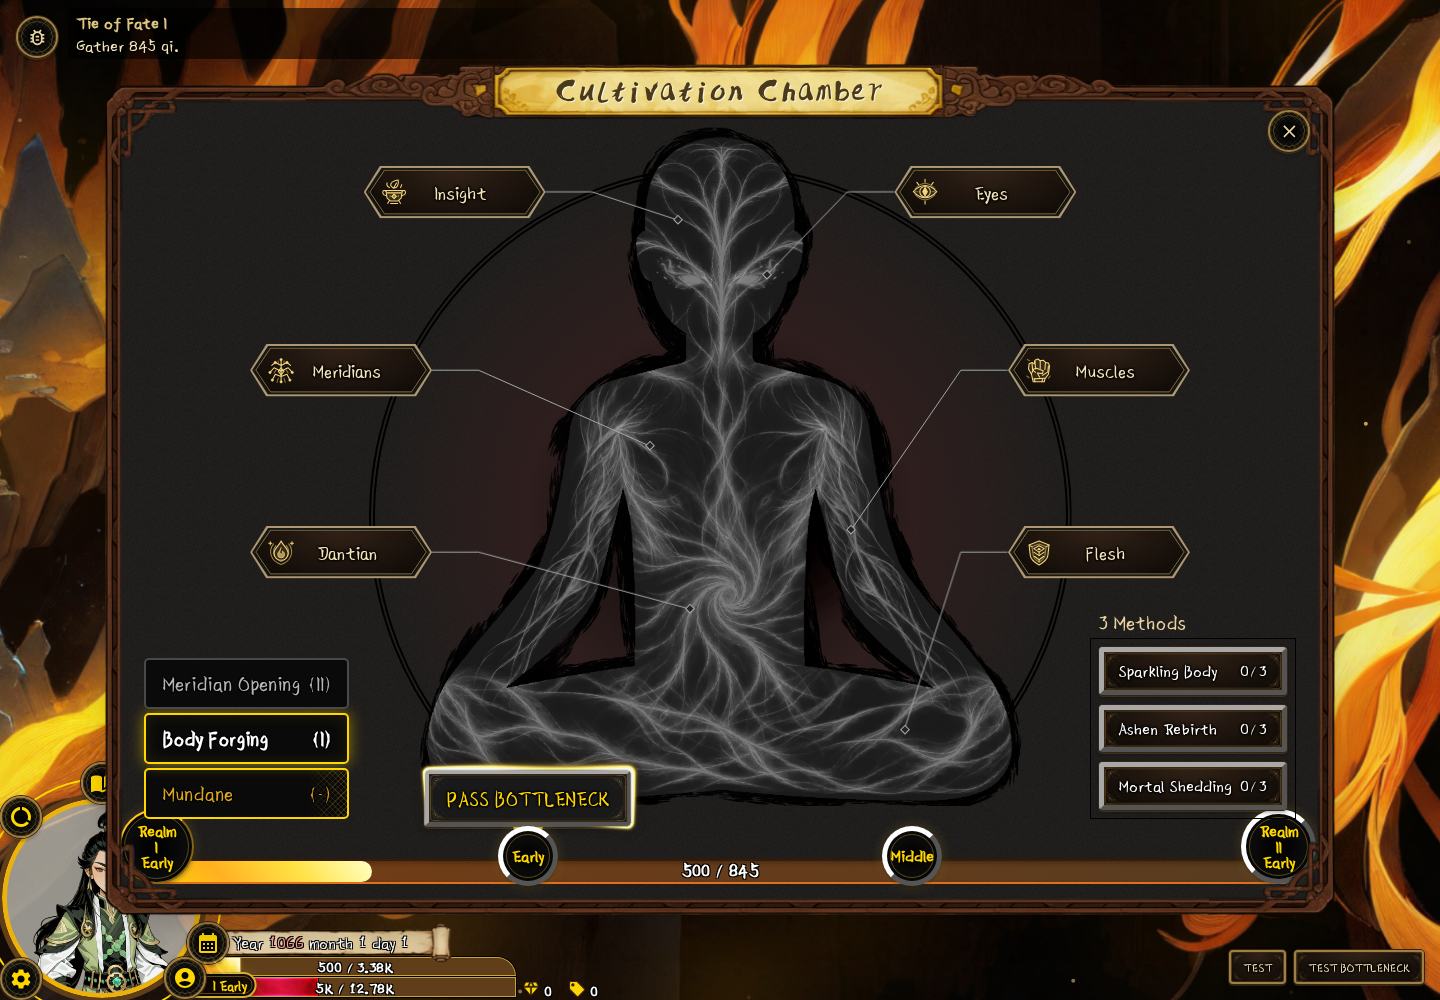 Tie of Fate I
Gather 845 qi.
Cultivation Chamber
Insight
Eyes
Meridians
Muscles
Dantian
Flesh
3 Methods
Sparkling Body 0/3
Ashen Rebirth 0/3
Mortal Shedding 0/3
Meridian Opening (II)
Body Forging (I)
Mundane (-)
PASS BOTTLENECK
Realm
I
Early
Early
500 / 845
Middle
Realm
II
Early
Year 1066 month 1 day 1
500 / 3.38K
5K / 12.78K
I Early
0
0
TEST
TEST BOTTLENECK